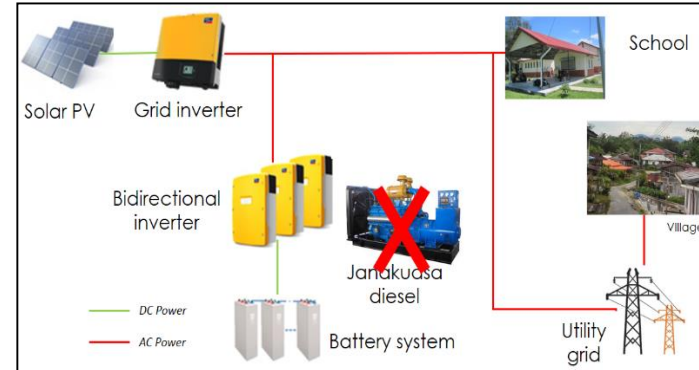 School
Solar PV
Grid inverter
Bidirectional
inverter
Village
Janakuasa
diesel
DC Power
AC Power
Battery system
Utility
grid